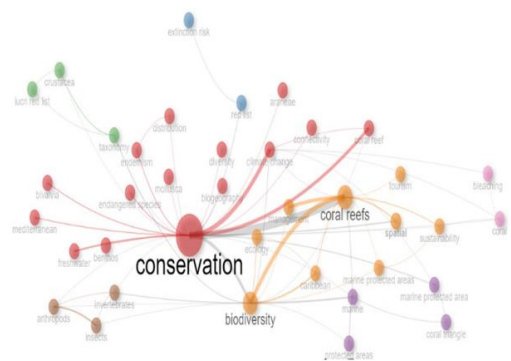 extinction risk
crustacea
iucn red list
red list
araneae
distribution
taxonomy
connectivity
coral reef
endemism
diversity
climate change
mollusca
biogeography
tourism
bleaching
bivalvia
endangered species
management
coral reefs
mediterranean
spatial
coral
sustainability
freshwater
benthos
ecology
conservation
caribbean
marine protected areas
invertebrates
marine protected area
arthropods
marine
biodiversity
insects
coral triangle
protected areas